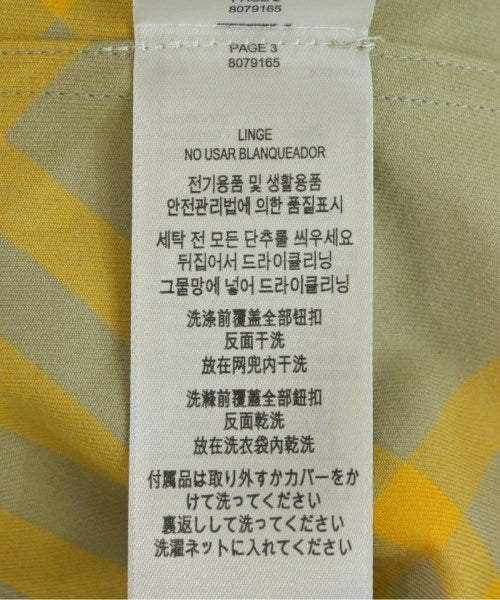 8079165
PAGE 3
8079165
LINGE
NO USAR BLANQUEADOR
전기용품 및 생활용품
안전관리법에 의한 품질표시
세탁 전 모든 단추를 씌우세요
뒤집어서 드라이클리닝
그물망에 넣어 드라이클리닝
洗涤前覆盖全部钮扣
反面干洗
放在网兜内干洗
洗滌前覆蓋全部鈕扣
反面乾洗
放在洗衣袋內乾洗
付属品は取り外すかカバーをか
けて洗ってください
裏返しして洗ってください
洗濯ネットに入れてください